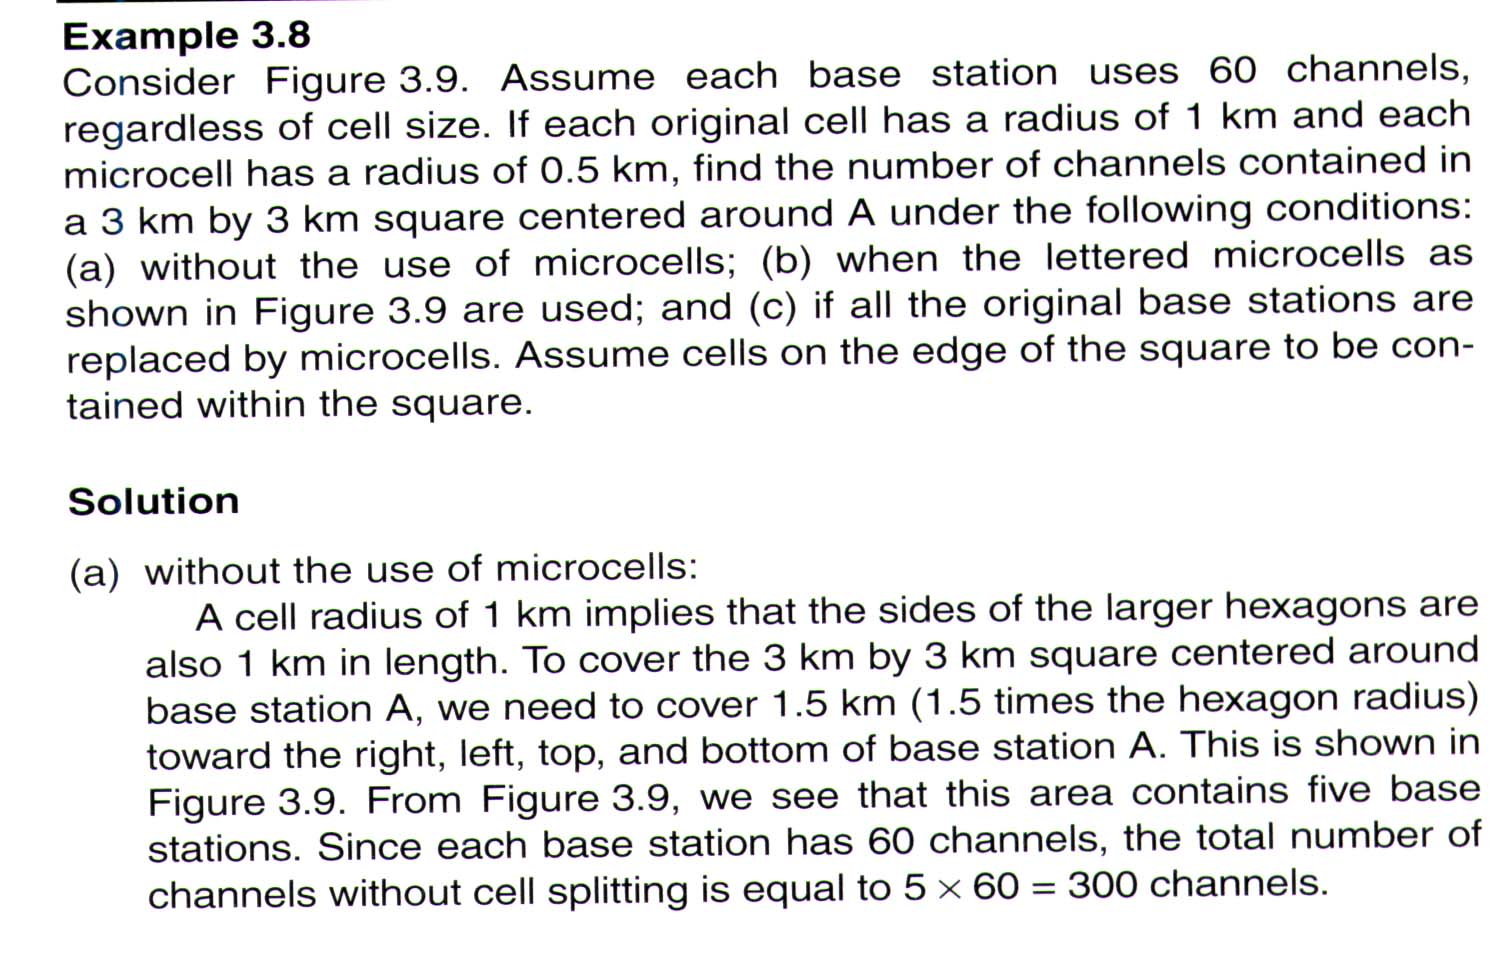 Example 3.8
Consider Figure 3.9. Assume each base station uses 60 channels,
regardless of cell size. If each original cell has a radius of 1 km and each
microcell has a radius of 0.5 km, find the number of channels contained in
a 3 km by 3 km square centered around A under the following conditions:
(a) without the use of microcells; (b) when the lettered microcells as
shown in Figure 3.9 are used; and (c) if all the original base stations are
replaced by microcells. Assume cells on the edge of the square to be con-
tained within the square.
Solution
(a) without the use of microcells:
A cell radius of 1 km implies that the sides of the larger hexagons are
also 1 km in length. To cover the 3 km by 3 km square centered around
base station A, we need to cover 1.5 km (1.5 times the hexagon radius)
toward the right, left, top, and bottom of base station A. This is shown in
Figure 3.9. From Figure 3.9, we see that this area contains five base
stations. Since each base station has 60 channels, the total number of
channels without cell splitting is equal to 5 × 60 = 300 channels.